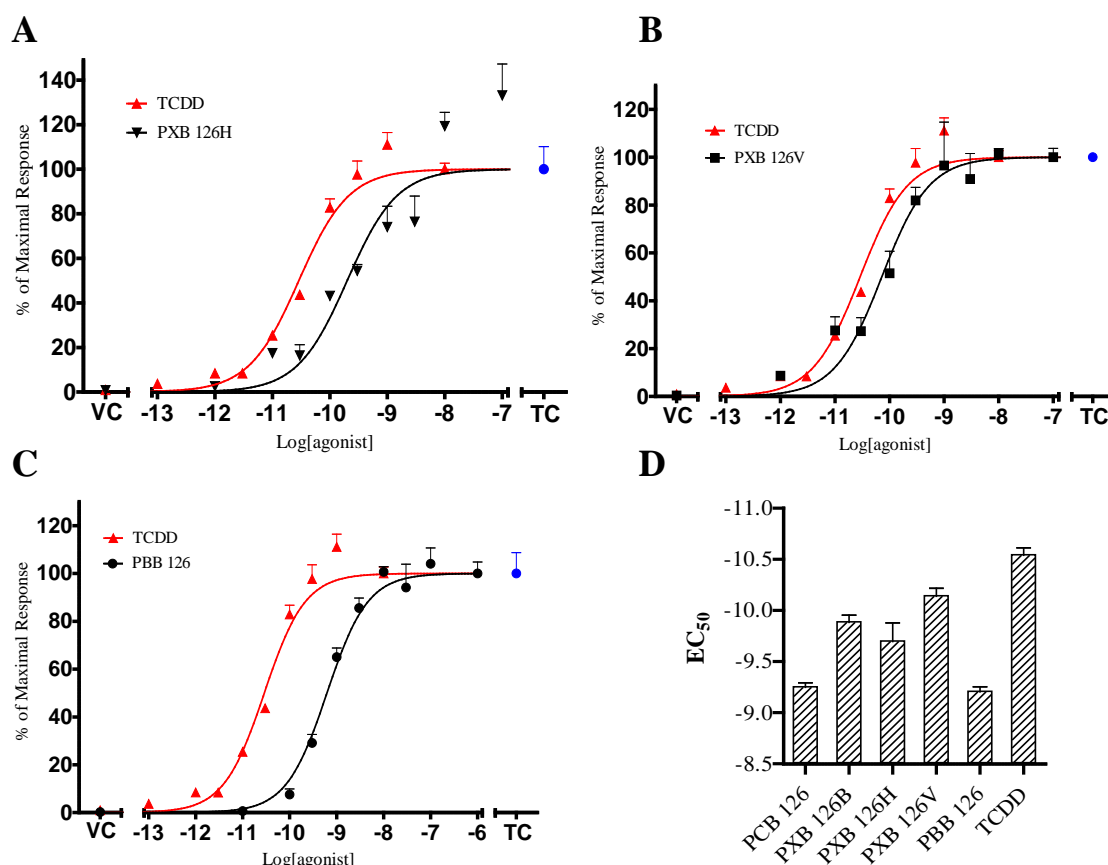 A
% of Maximal Response
140
120
100
80
60
40
20
0
TCDD
PXB 126H
VC
-13
-12
-11
-10
-9
-8
-7
TC
Log[agonist]
B
% of Maximal Response
120
100
80
60
40
20
0
TCDD
PXB 126V
VC
-13
-12
-11
-10
-9
-8
-7
TC
Log[agonist]
C
% of Maximal Response
120
100
80
60
40
20
0
TCDD
PBB 126
VC
-13
-12
-11
-10
-9
-8
-7
-6
TC
Log[agonist]
D
EC50
-11.0
-10.5
-10.0
-9.5
-9.0
-8.5
PCB 126
PXB 126B
PXB 126H
PXB 126V
PBB 126
TCDD